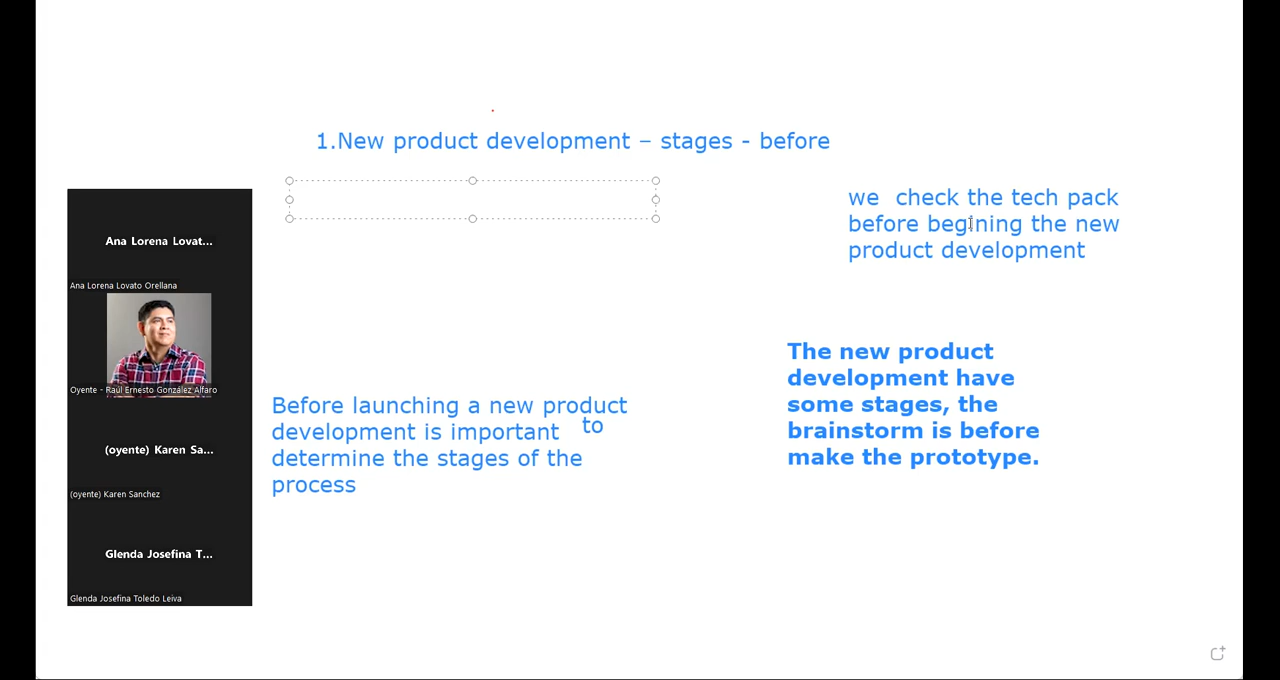 1.New product development – stages - before
we  check the tech pack
before begining the new
product development
Ana Lorena Lovat...
Ana Lorena Lovato Orellana
Oyente - Raúl Ernesto González Alfaro
(oyente) Karen Sa...
(oyente) Karen Sanchez
Glenda Josefina T...
Glenda Josefina Toledo Leiva
The new product
development have
some stages, the
brainstorm is before
make the prototype.
Before launching a new product
development is important to
determine the stages of the
process